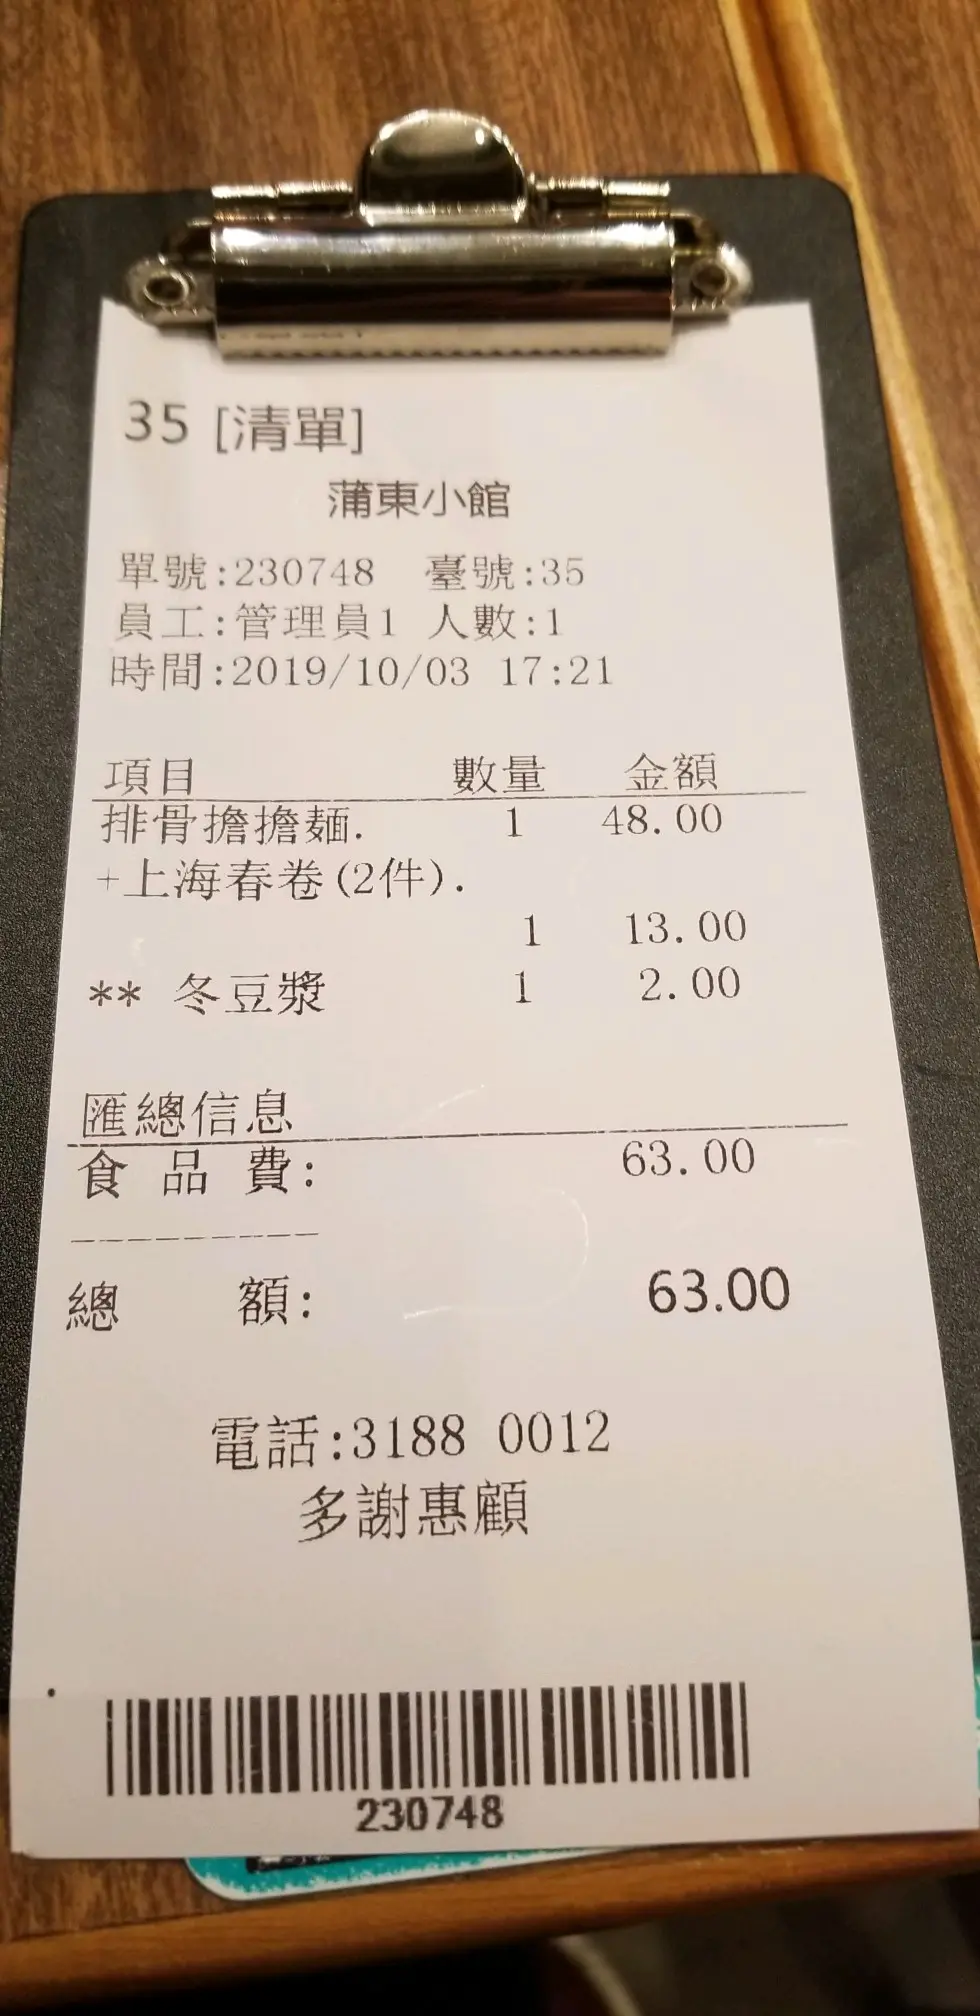 35 [清單]
蒲東小館
單號:230748 臺號:35
員工:管理員1 人數:1
時間:2019/10/03 17:21
項目 數量 金額
排骨擔擔麵. 1 48.00
+上海春卷(2件).
1 13.00
** 冬豆漿 1 2.00
匯總信息
食 品 費: 63.00
---------
總 額: 63.00
電話:3188 0012
多謝惠顧
230748